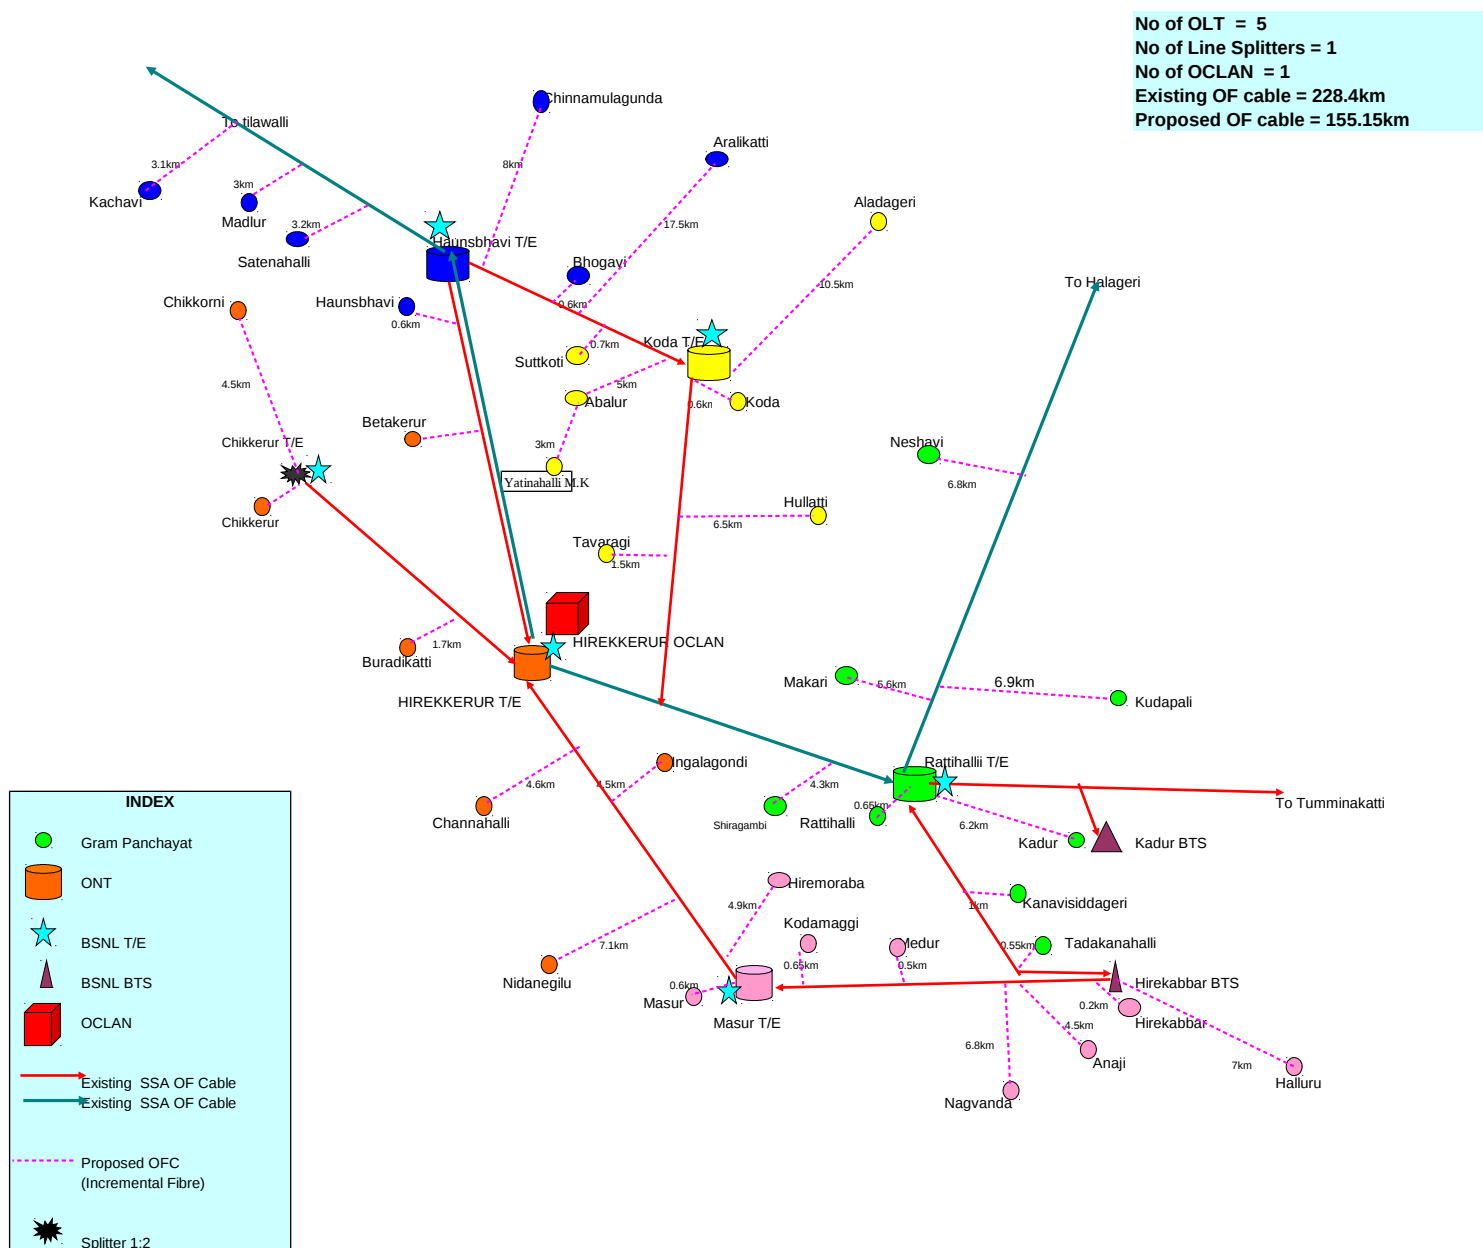 No of OLT = 5
No of Line Splitters = 1
No of OCLAN = 1
Existing OF cable = 228.4km
Proposed OF cable = 155.15km
Chinnamulagunda
To tilawalli
Aralikatti
3.1km
8km
3km
Kachavi
Madlur
Aladageri
3.2km
17.5km
Haunsbhavi T/E
Satenahalli
Bhogavi
To Halageri
10.5km
Chikkorni
Haunsbhavi
0.6km
0.6km
Koda T/E
0.7km
Suttkoti
4.5km
5km
Abalur
0.6km
Koda
Betakerur
Chikkerur T/E
3km
Neshavi
Yatinahalli M.K
6.8km
Hullatti
Chikkerur
6.5km
Tavaragi
1.5km
HIREKKERUR OCLAN
1.7km
Buradikatti
Makari
5.6km
6.9km
Kudapali
HIREKKERUR T/E
Ingalagondi
Rattihallii T/E
4.6km
4.5km
4.3km
To Tumminakatti
0.65km
Channahalli
Shiragambi
Rattihalli
6.2km
Kadur
Kadur BTS
Hiremoraba
4.9km
1km
Kanavisiddageri
Kodamaggi
7.1km
Medur
0.55km
Tadakanahalli
0.65km
0.5km
Nidanegilu
0.6km
Masur
Hirekabbar BTS
0.2km
Masur T/E
Hirekabbar
4.5km
6.8km
Anaji
7km
Halluru
Nagvanda
INDEX
Gram Panchayat
ONT
BSNL T/E
BSNL BTS
OCLAN
Existing SSA OF Cable
Existing SSA OF Cable
Proposed OFC
(Incremental Fibre)
Splitter 1:2